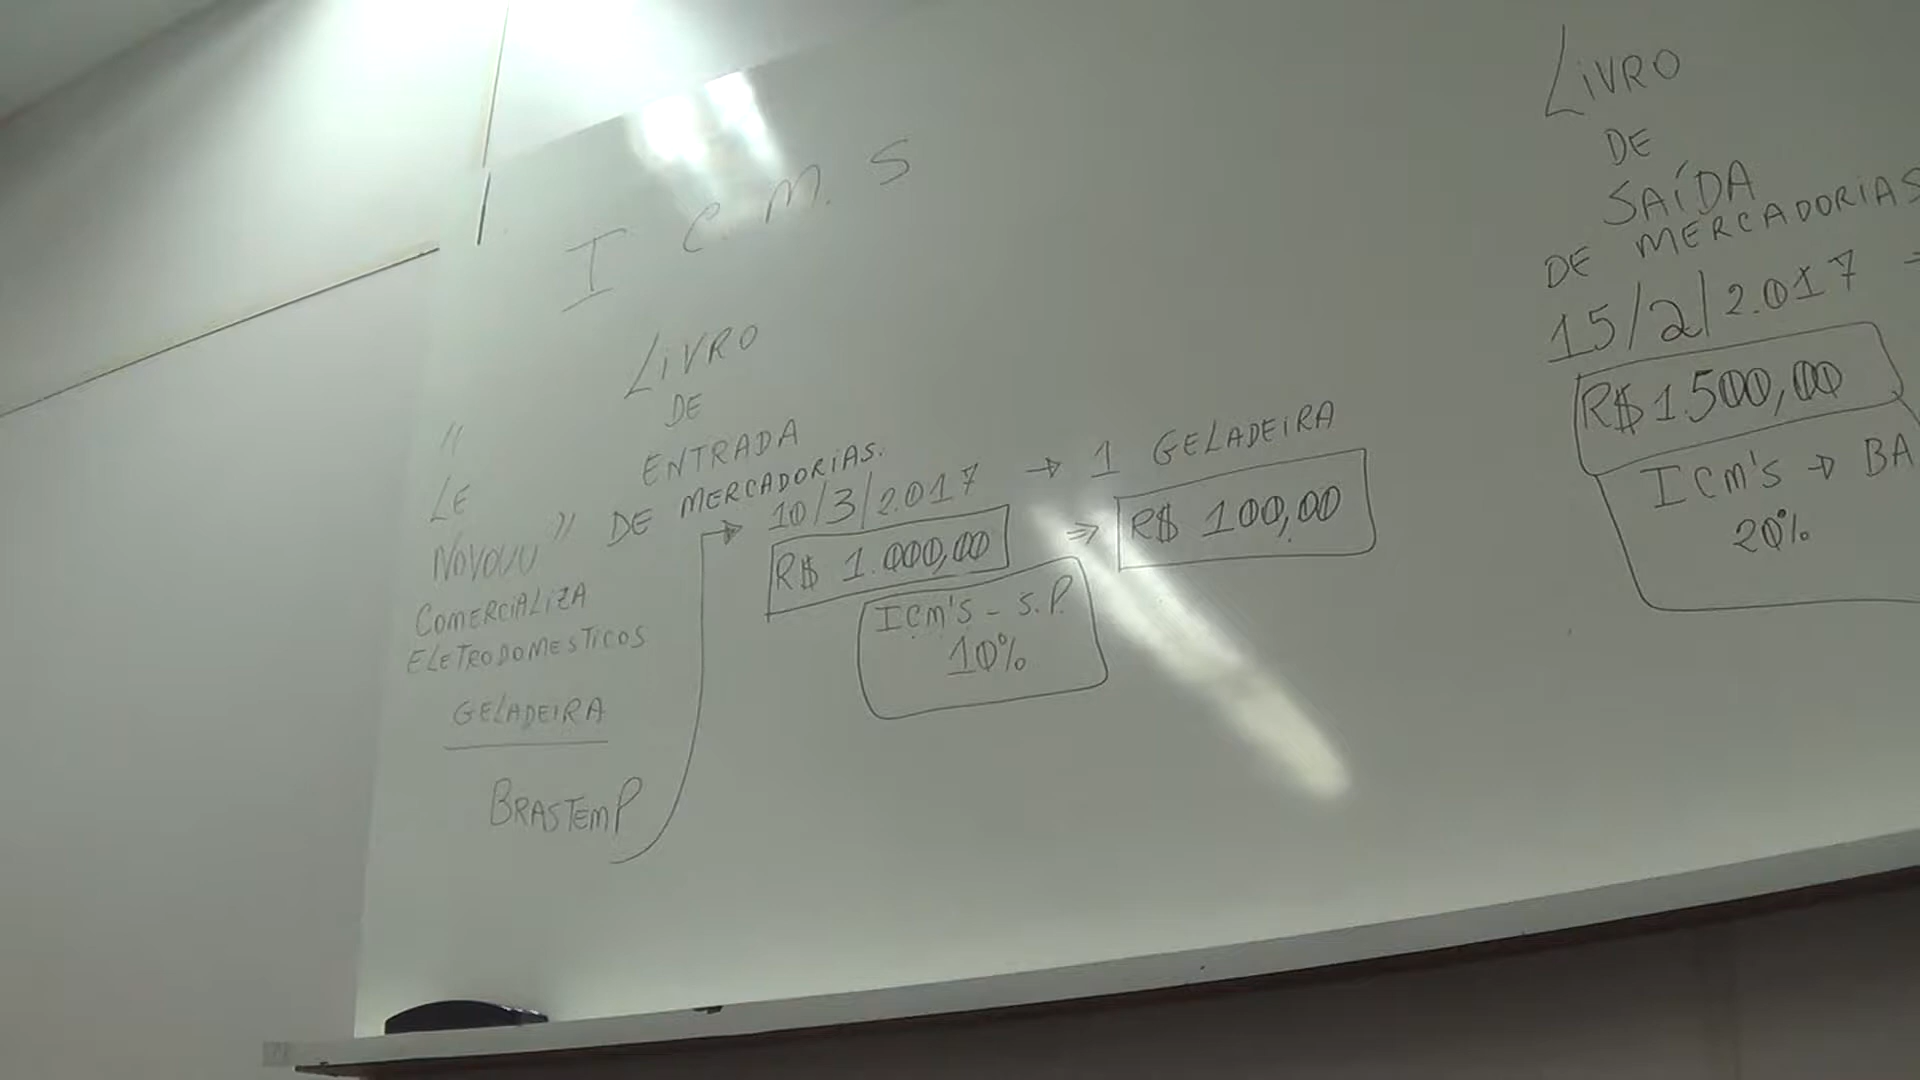 I C.M.S
LIVRO
DE
ENTRADA
DE MERCADORIAS.
"
LE
NOVOUU"
COMERCIALIZA
ELETRODOMESTICOS
GELADEIRA
BRASTEMP
10/3/2.017 → 1 GELADEIRA
R$ 1.000,00 ⇒ R$ 100,00
ICM'S - S.P.
10%
LIVRO
DE
SAÍDA
DE MERCADORIAS
15/2/2.017
R$ 1.500,00
ICM'S → BA
20%